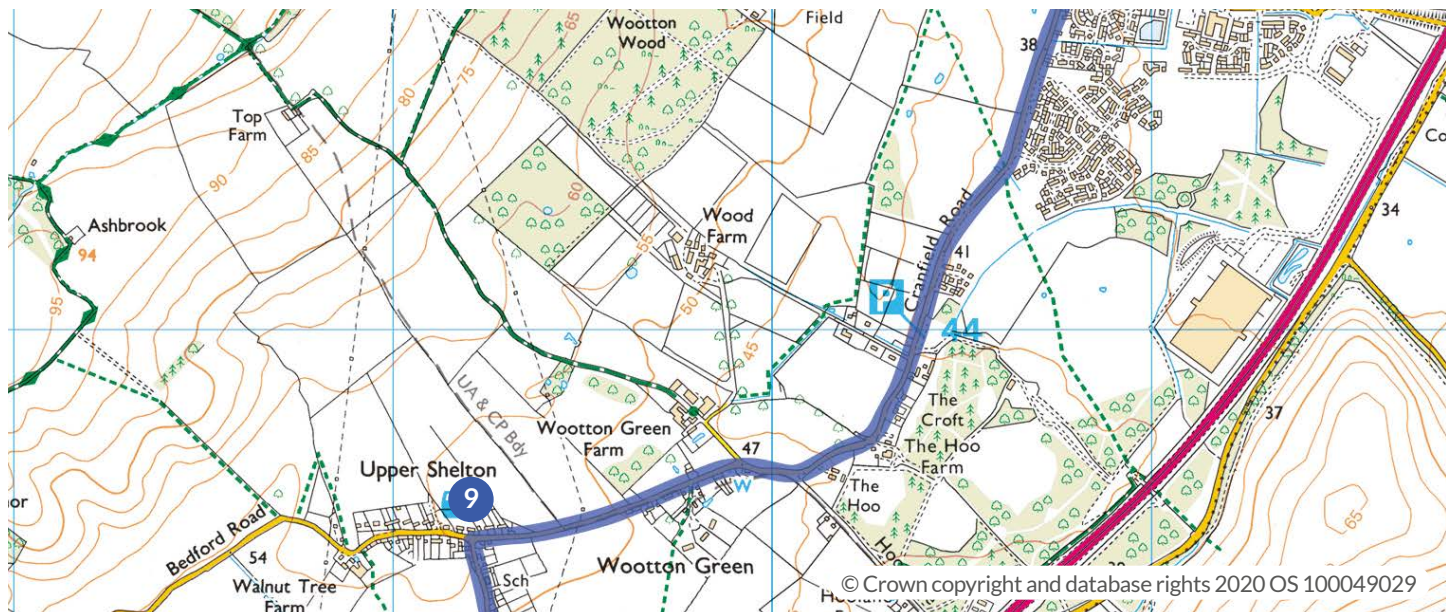 65
Wootton
Wood
Field
38
75
80
Top
Farm
85
60
34
90
Cranfield Road
Wood
Farm
55
Ashbrook
94
41
95
50
P
44
45
37
UA & CP Bdy
The
Croft
Wootton Green
Farm
47
The Hoo
Farm
Upper Shelton
9
W
The
Hoo
65
Bedford Road
54
Wootton Green
Sch
Walnut Tree
Farm
© Crown copyright and database rights 2020 OS 100049029